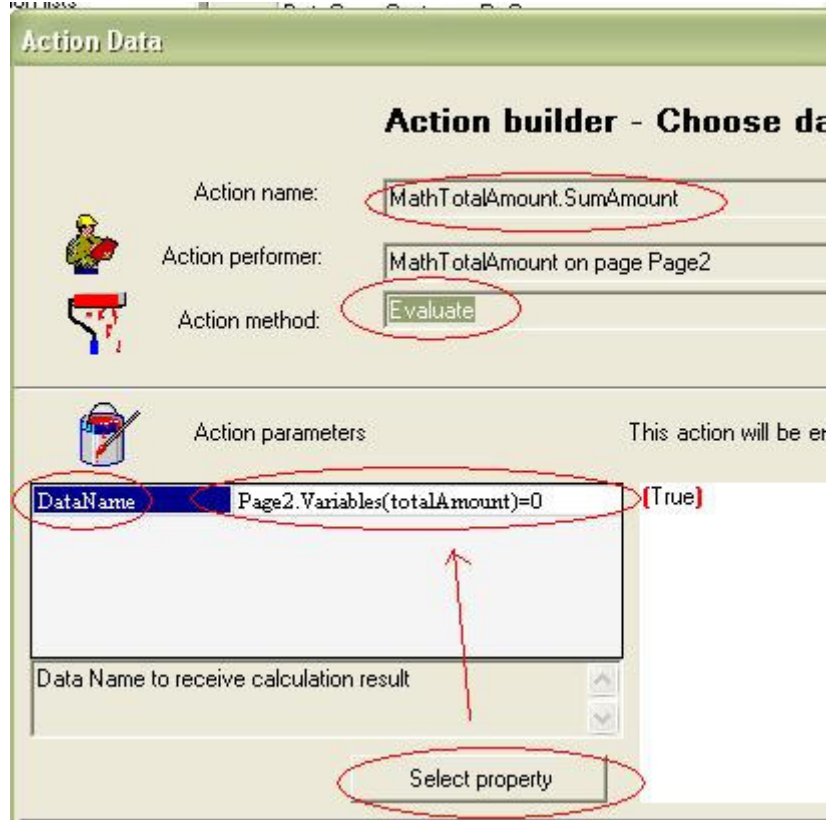 Action Data
Action builder - Choose da
Action name:
MathTotalAmount.SumAmount
Action performer:
MathTotalAmount on page Page2
Action method:
Evaluate
Action parameters
This action will be e
DataName
Page2.Variables(totalAmount)=0
(True)
Data Name to receive calculation result
Select property